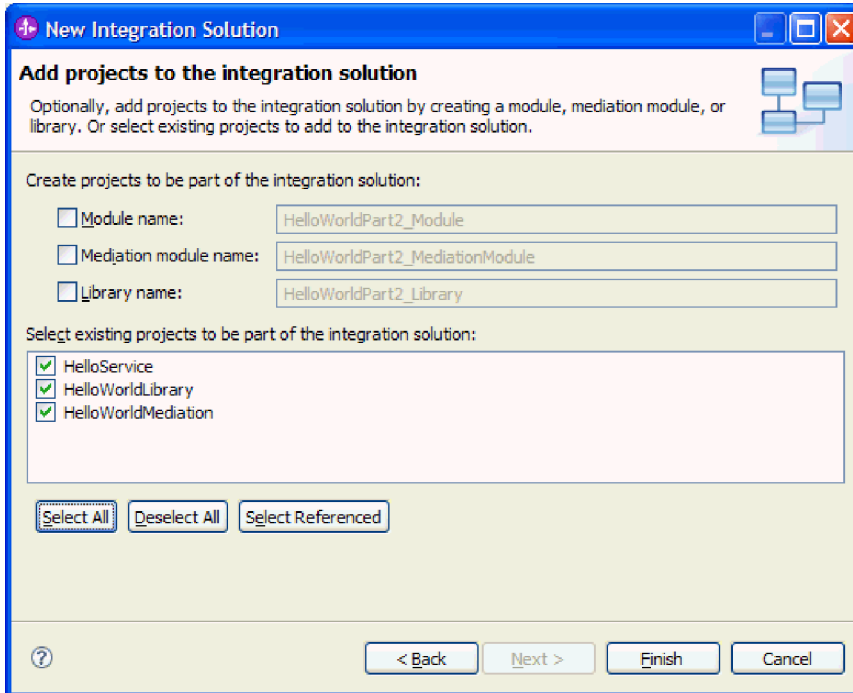 New Integration Solution
Add projects to the integration solution
Optionally, add projects to the integration solution by creating a module, mediation module, or
library. Or select existing projects to add to the integration solution.
Create projects to be part of the integration solution:
Module name: HelloWorldPart2_Module
Mediation module name: HelloWorldPart2_MediationModule
Library name: HelloWorldPart2_Library
Select existing projects to be part of the integration solution:
HelloService
HelloWorldLibrary
HelloWorldMediation
Select All Deselect All Select Referenced
? < Back Next > Finish Cancel